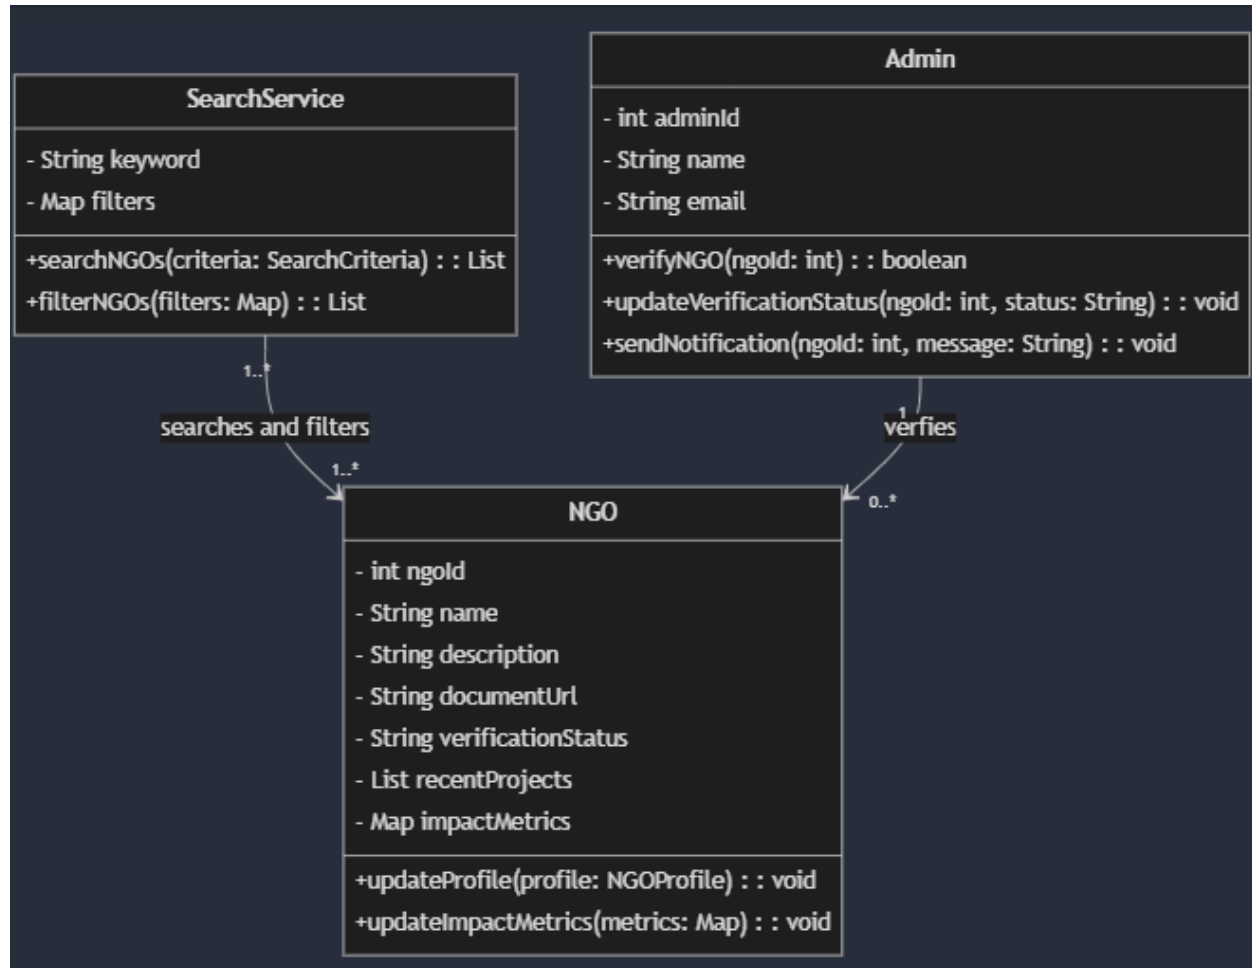 SearchService
- String keyword
- Map filters
+searchNGOs(criteria: SearchCriteria) : : List
+filterNGOs(filters: Map) : : List
Admin
- int adminId
- String name
- String email
+verifyNGO(ngoId: int) : : boolean
+updateVerificationStatus(ngoId: int, status: String) : : void
+sendNotification(ngoId: int, message: String) : : void
1..*
searches and filters
1..*
1
verfies
0..*
NGO
- int ngoId
- String name
- String description
- String documentUrl
- String verificationStatus
- List recentProjects
- Map impactMetrics
+updateProfile(profile: NGOProfile) : : void
+updateImpactMetrics(metrics: Map) : : void